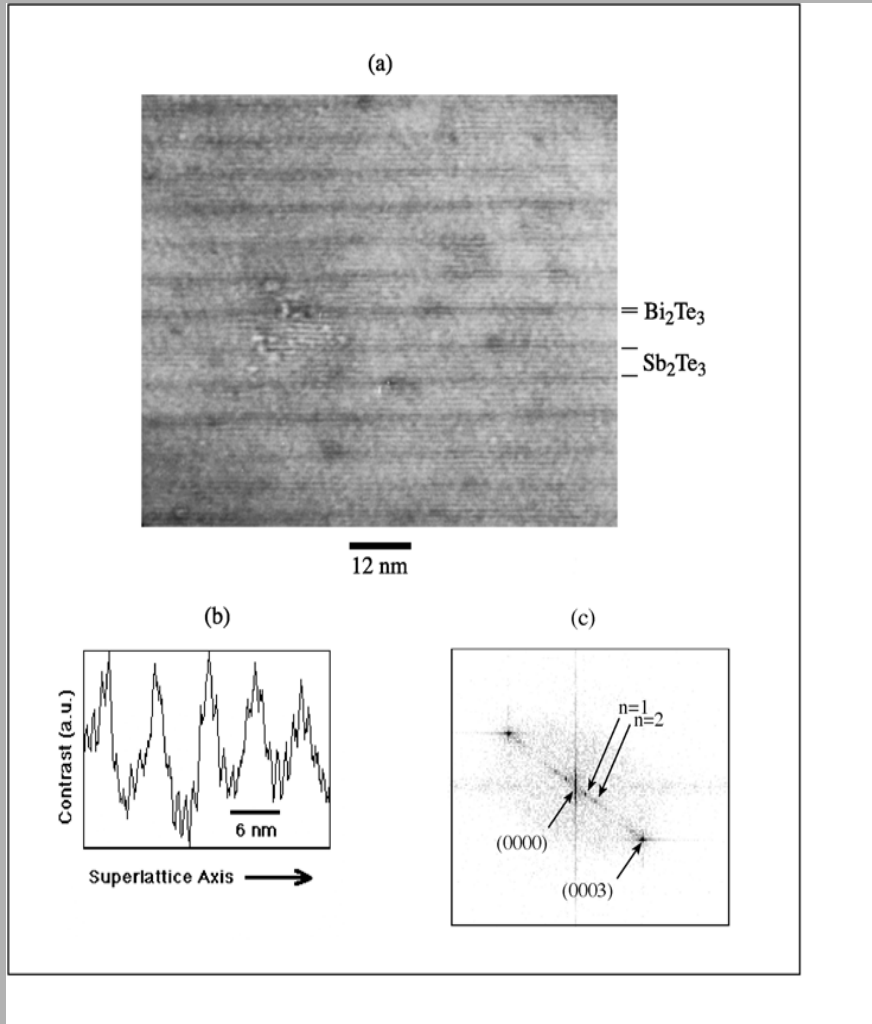 (a)
= Bi₂Te₃
Sb₂Te₃
12 nm
(b)
Contrast (a.u.)
6 nm
Superlattice Axis
(c)
n=1
n=2
(0000)
(0003)